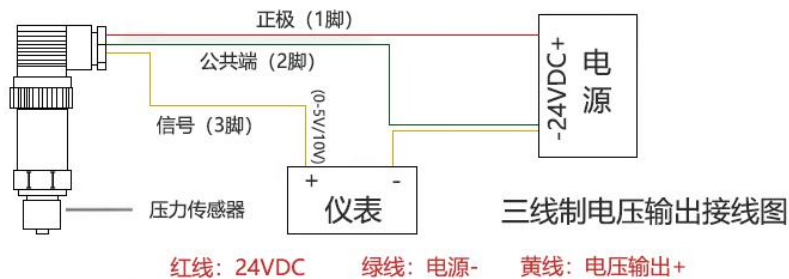 正极（1脚）
公共端（2脚）
信号（3脚）
(0-5V/10V)
-24VDC+
电源
+ -
仪表
压力传感器
三线制电压输出接线图
红线：24VDC 绿线：电源- 黄线：电压输出+